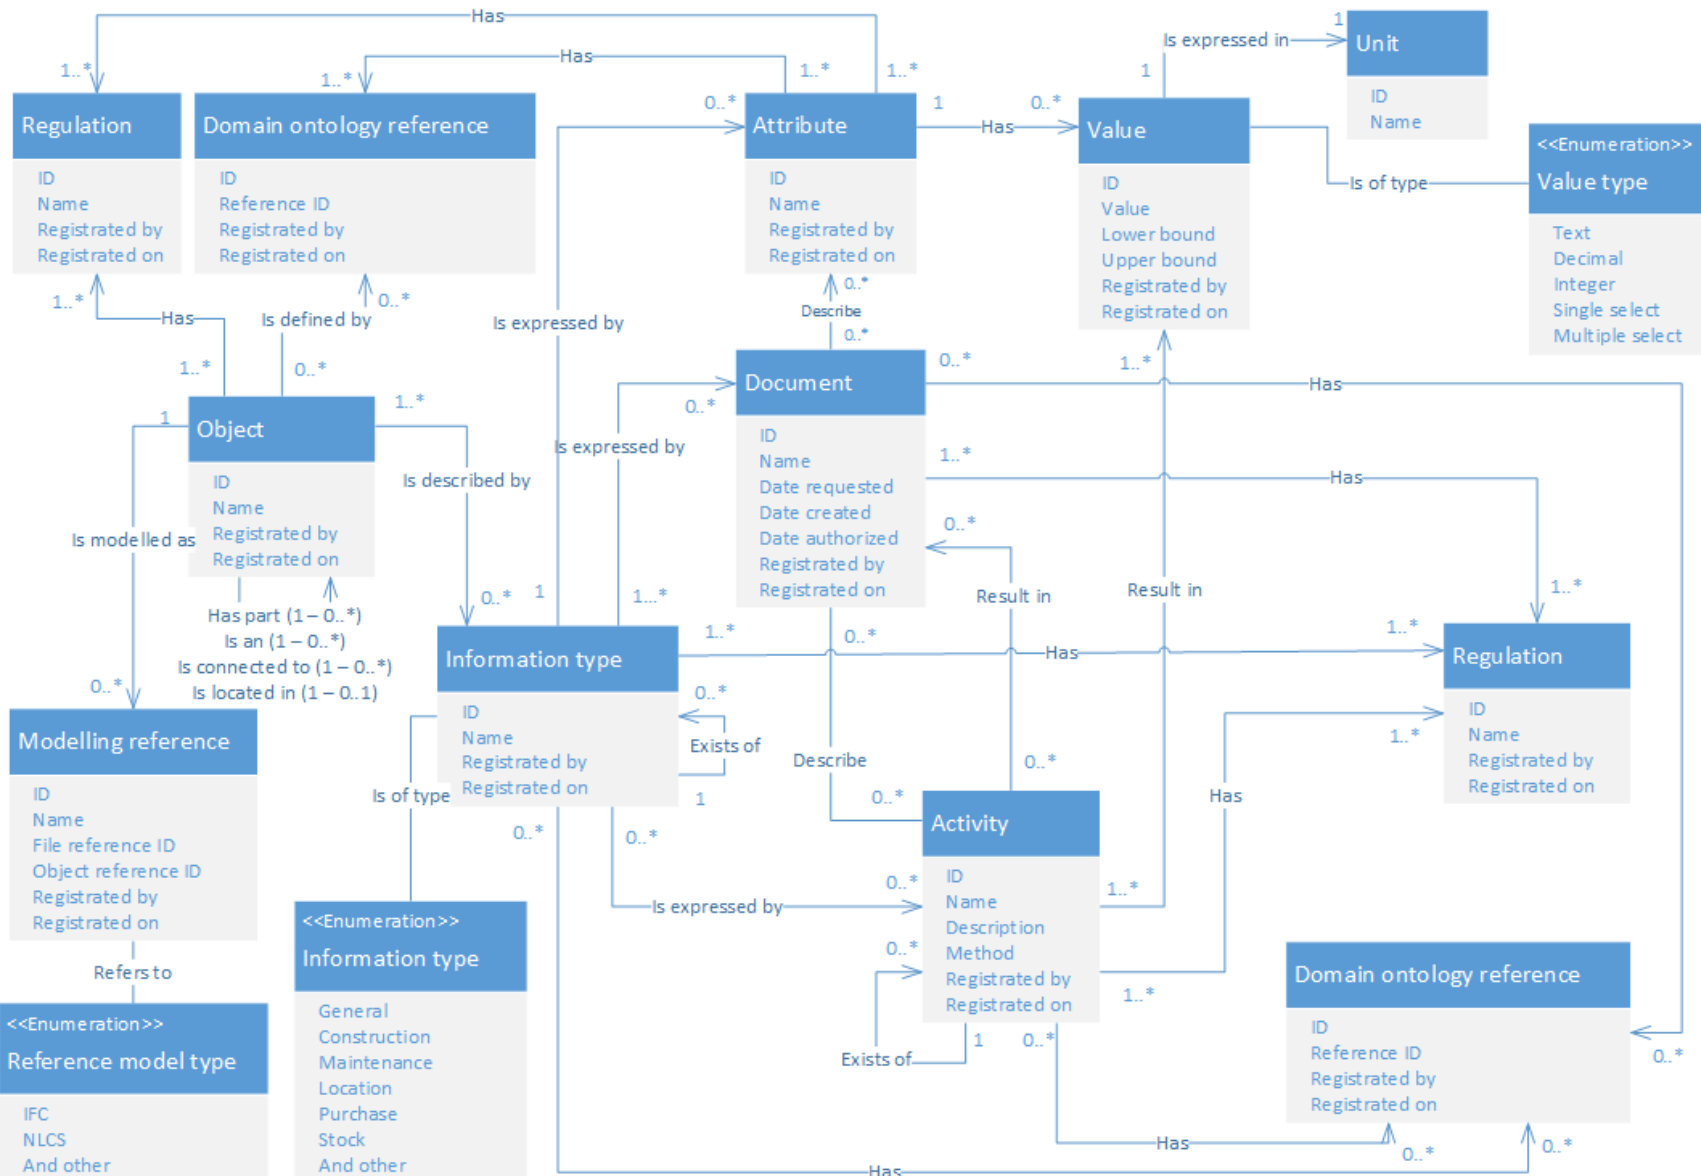 Has
Has
1..*
1..*
1..*
1..*
Regulation
ID
Name
Registrated by
Registrated on
Domain ontology reference
ID
Reference ID
Registrated by
Registrated on
0..*
Attribute
ID
Name
Registrated by
Registrated on
1
Has
0..*
Value
ID
Value
Lower bound
Upper bound
Registrated by
Registrated on
1
Is expressed in
1
Unit
ID
Name
Is of type
<<Enumeration>>
Value type
Text
Decimal
Integer
Single select
Multiple select
1..*
Has
1..*
Is defined by
0..*
0..*
Is expressed by
0..*
Describe
0..*
1..*
Object
ID
Name
Registrated by
Registrated on
1
1..*
Is described by
0..*
Is modelled as
0..*
Has part (1 – 0..*)
Is an (1 – 0..*)
Is connected to (1 – 0..*)
Is located in (1 – 0..1)
Document
ID
Name
Date requested
Date created
Date authorized
Registrated by
Registrated on
0..*
Is expressed by
1...*
1
0..*
Has
1..*
Has
1..*
0..*
Result in
0..*
Result in
1..*
0..*
Describe
0..*
Information type
ID
Name
Registrated by
Registrated on
1..*
Has
1..*
0..*
Exists of
1
Regulation
ID
Name
Registrated by
Registrated on
1..*
Has
1..*
Modelling reference
ID
Name
File reference ID
Object reference ID
Registrated by
Registrated on
Refers to
<<Enumeration>>
Reference model type
IFC
NLCS
And other
Is of type
<<Enumeration>>
Information type
General
Construction
Maintenance
Location
Purchase
Stock
And other
0..*
0..*
Is expressed by
0..*
Activity
ID
Name
Description
Method
Registrated by
Registrated on
0..*
Exists of
1
0..*
Has
0..*
Domain ontology reference
ID
Reference ID
Registrated by
Registrated on
0..*
0..*
Has